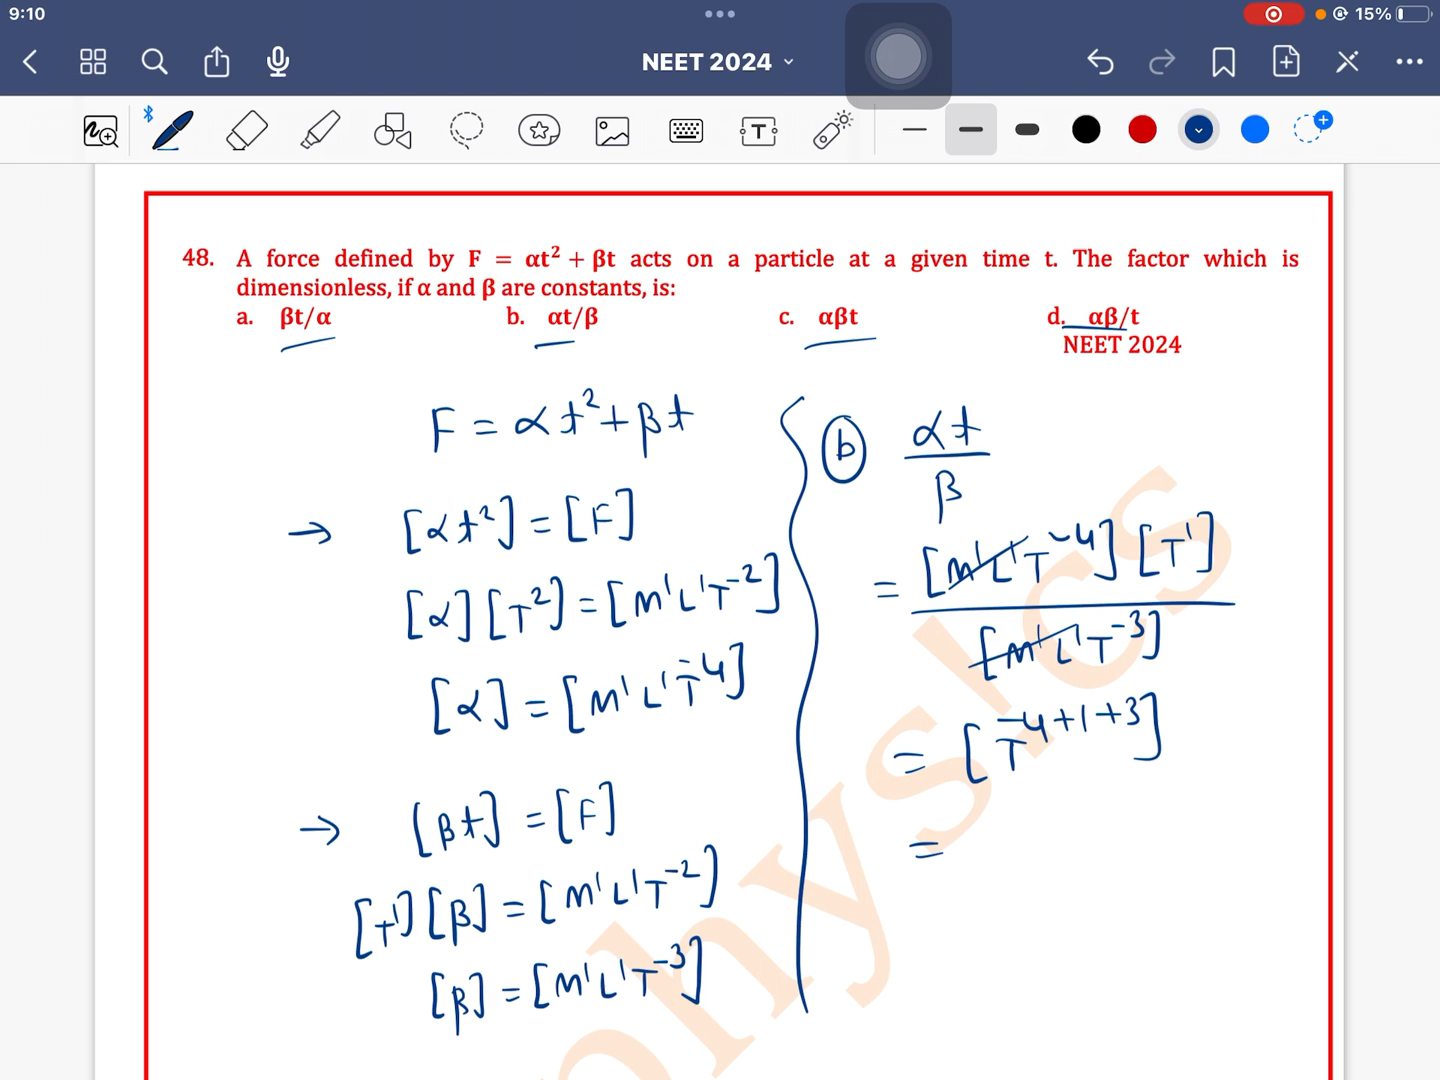 9:10
15%
NEET 2024
T
48. A force defined by F = αt² + βt acts on a particle at a given time t. The factor which is
dimensionless, if α and β are constants, is:
a. βt/α b. αt/β c. αβt d. αβ/t
NEET 2024
F = αt² + βt
→ [αt²] = [F]
[α][T²] = [M¹L¹T⁻²]
[α] = [M¹L¹T⁻⁴]
→ [βt] = [F]
[T¹][β] = [M¹L¹T⁻²]
[β] = [M¹L¹T⁻³]
b αt
β
= [M¹L¹T⁻⁴][T¹]
[M¹L¹T⁻³]
= [T⁻⁴⁺¹⁺³]
=
hysics